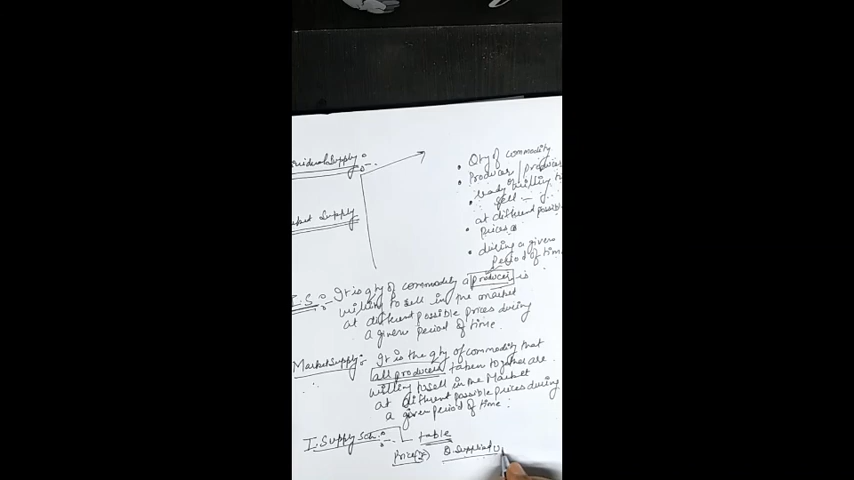 Individual Supply :-
Market Supply
• Qty of commodity
• Producer / producers
• ready willing to
sell
at different possible
• prices
• during a given
period of time
I.S :- It is qty of commodity a producer is
willing to sell in the market
at different possible prices during
a given period of time.
Market Supply :- It is the qty of commodity that
all producers taken together are
willing to sell in the Market
at different possible prices during
a given period of time.
I. Supply Sch. :- table
Price (₹) Q. Supplied